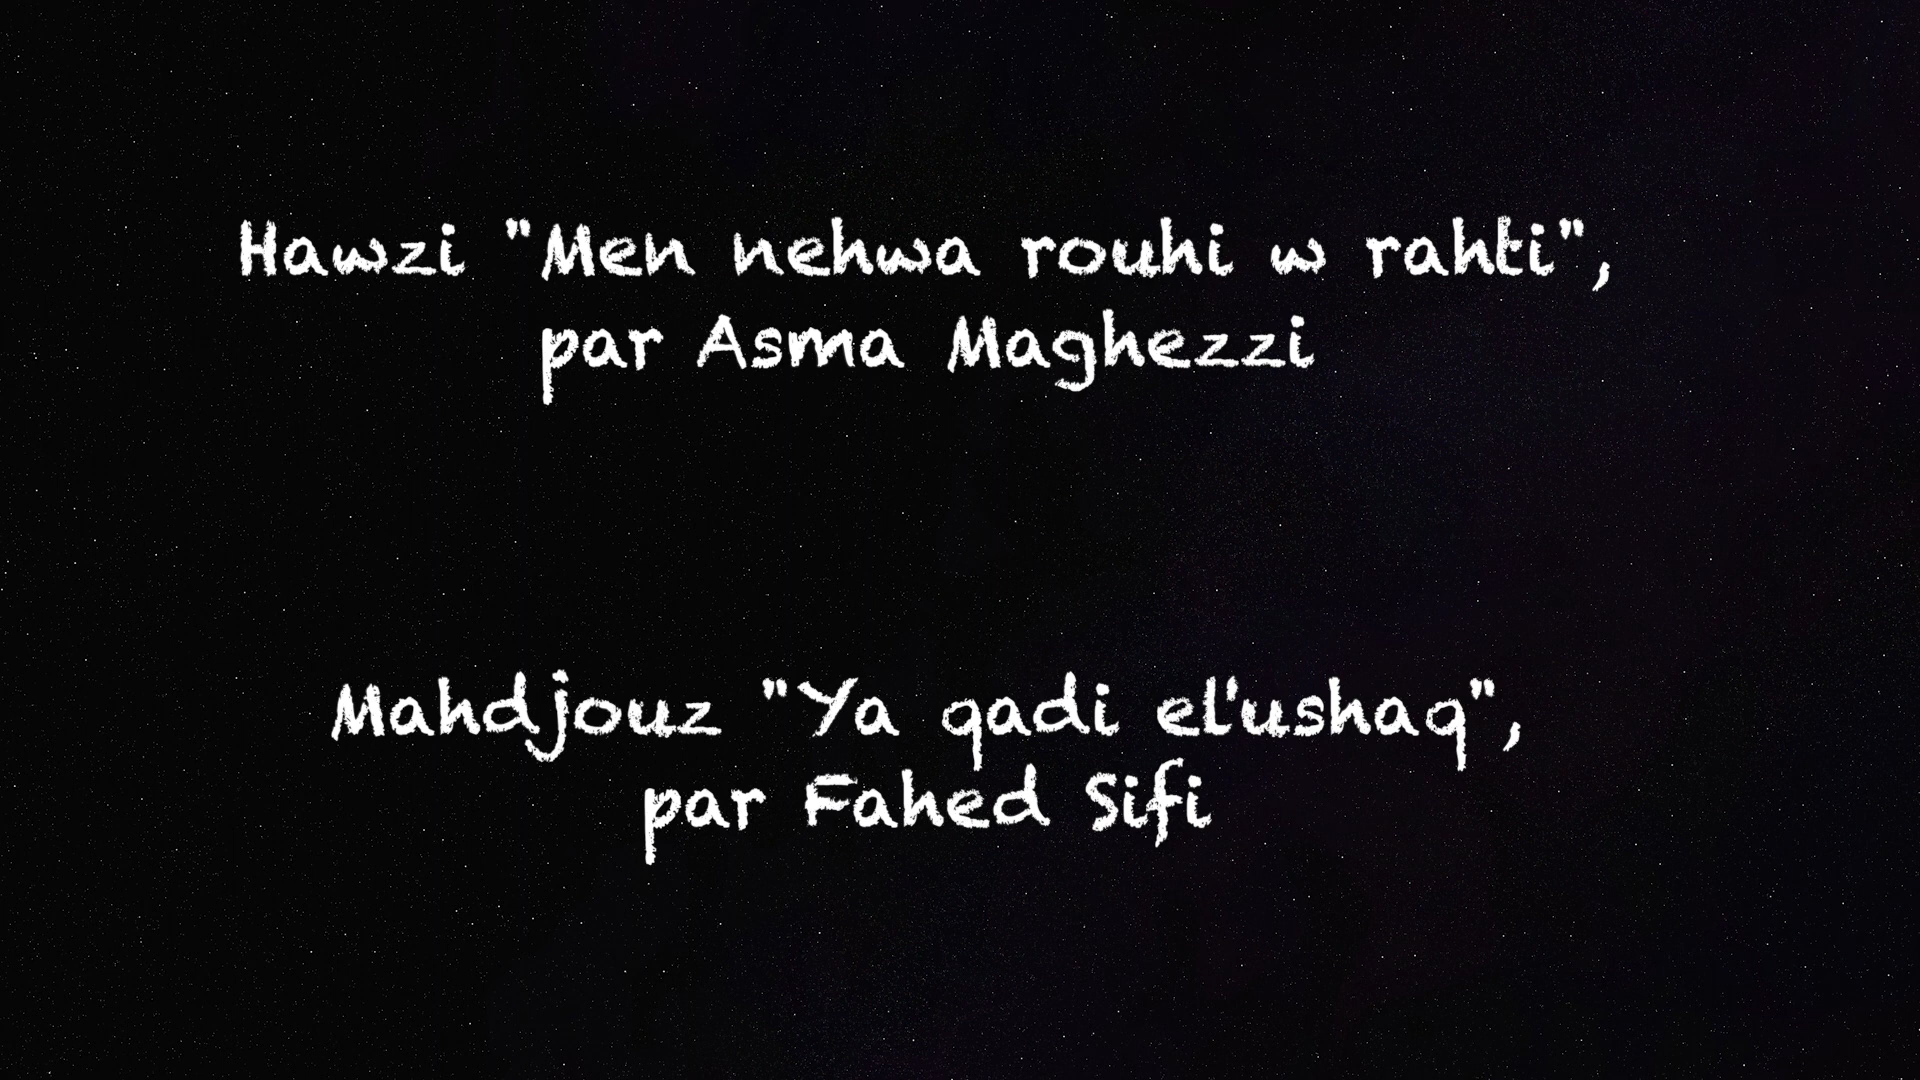 Hawzi "Men nehwa rouhi w rahti",
par Asma Maghezzi
Mahdjouz "Ya qadi el'ushaq",
par Fahed Sifi